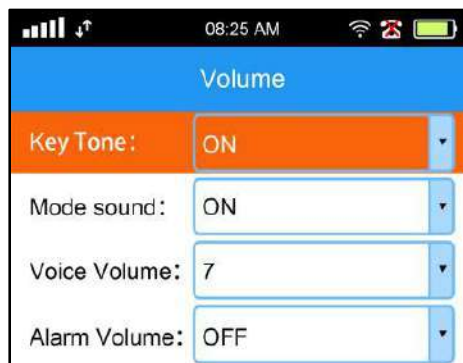 08:25 AM
Volume
Key Tone: ON
Mode sound: ON
Voice Volume: 7
Alarm Volume: OFF